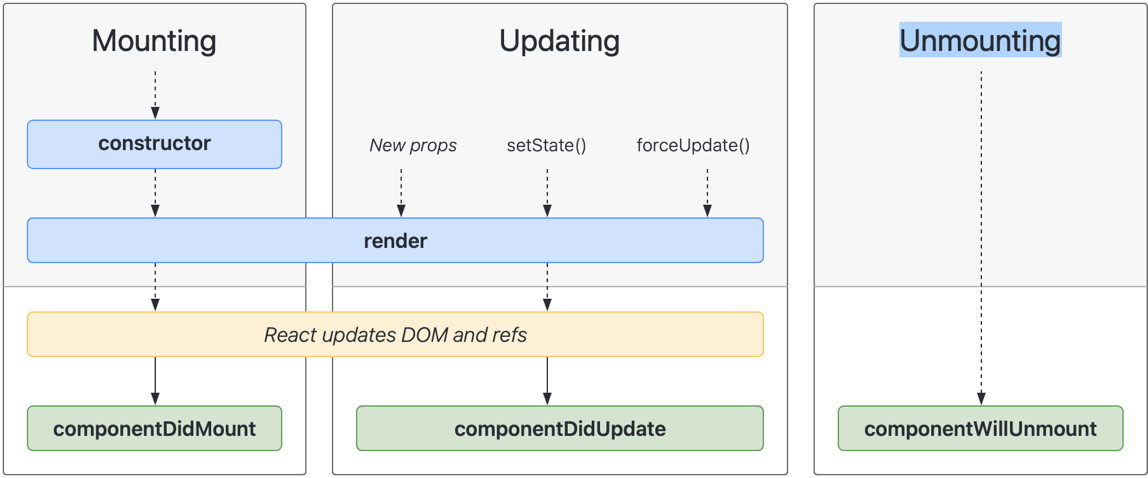 Mounting
Updating
Unmounting
constructor
New props
setState()
forceUpdate()
render
React updates DOM and refs
componentDidMount
componentDidUpdate
componentWillUnmount